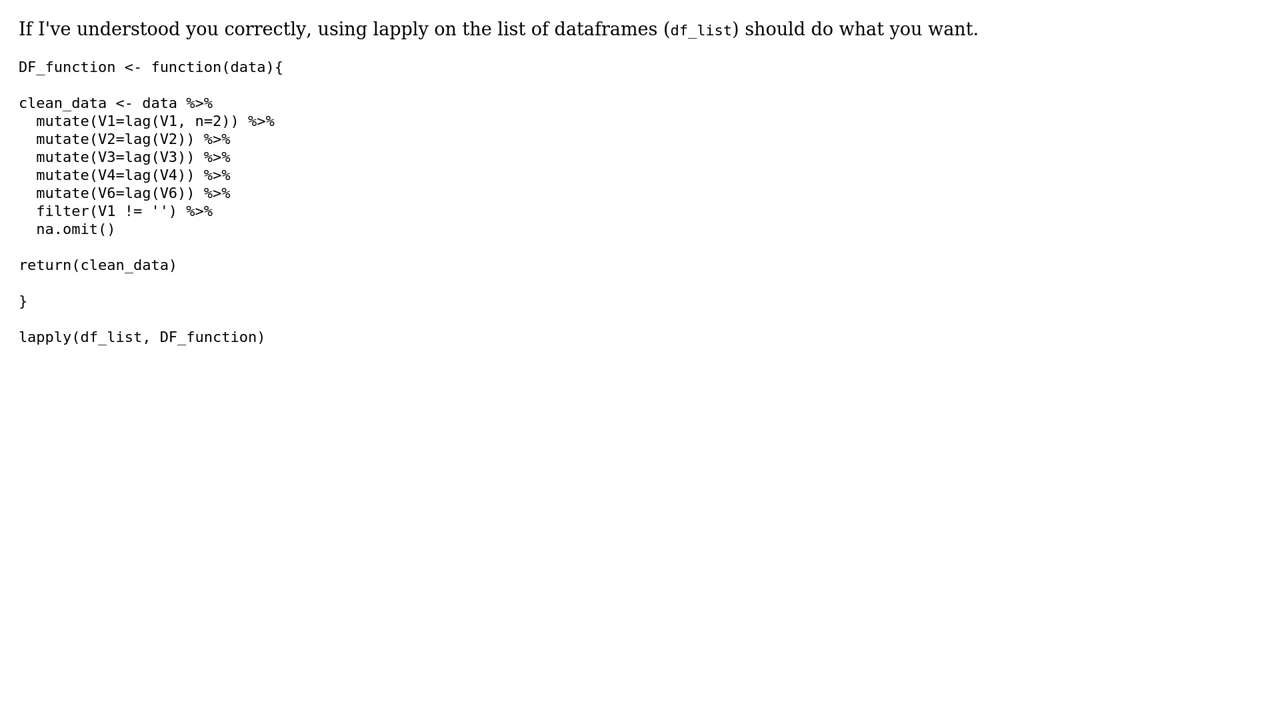 If I've understood you correctly, using lapply on the list of dataframes (df_list) should do what you want.
DF_function <- function(data){
clean_data <- data %>%
  mutate(V1=lag(V1, n=2)) %>%
  mutate(V2=lag(V2)) %>%
  mutate(V3=lag(V3)) %>%
  mutate(V4=lag(V4)) %>%
  mutate(V6=lag(V6)) %>%
  filter(V1 != '') %>%
  na.omit()
return(clean_data)
}
lapply(df_list, DF_function)